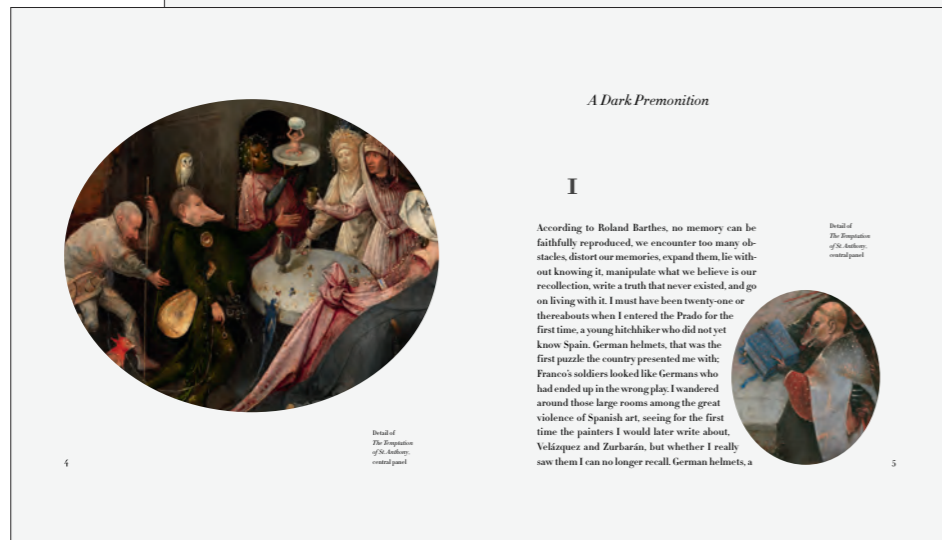 Detail of
The Temptation
of St. Anthony,
central panel
4
A Dark Premonition
I
According to Roland Barthes, no memory can be
faithfully reproduced, we encounter too many ob-
stacles, distort our memories, expand them, lie with-
out knowing it, manipulate what we believe is our
recollection, write a truth that never existed, and go
on living with it. I must have been twenty-one or
thereabouts when I entered the Prado for the
first time, a young hitchhiker who did not yet
know Spain. German helmets, that was the
first puzzle the country presented me with;
Franco’s soldiers looked like Germans who
had ended up in the wrong play. I wandered
around those large rooms among the great
violence of Spanish art, seeing for the first
time the painters I would later write about,
Velázquez and Zurbarán, but whether I really
saw them I can no longer recall. German helmets, a
Detail of
The Temptation
of St. Anthony,
central panel
5